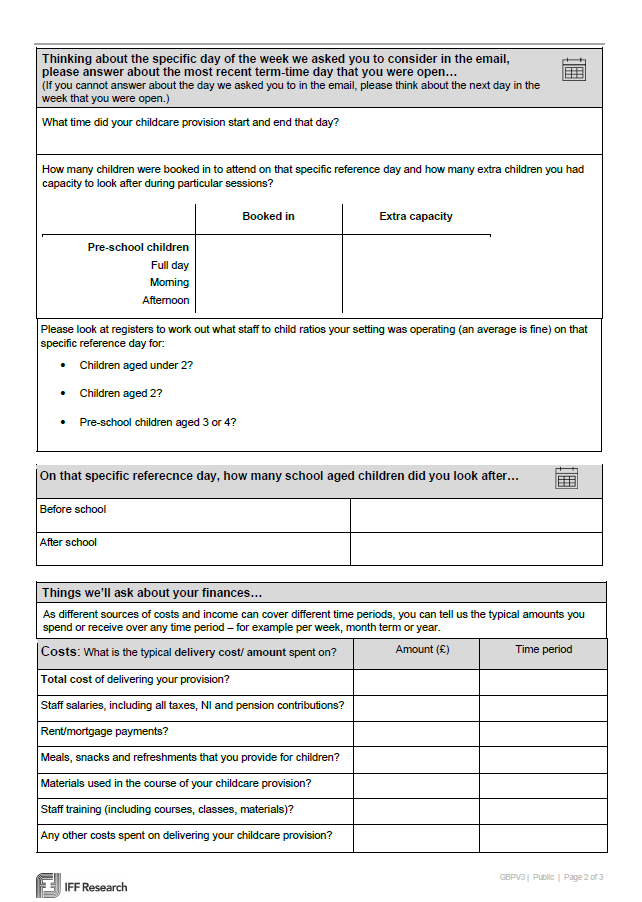 Thinking about the specific day of the week we asked you to consider in the email,
please answer about the most recent term-time day that you were open…
(If you cannot answer about the day we asked you to in the email, please think about the next day in the
week that you were open.)
What time did your childcare provision start and end that day?
How many children were booked in to attend on that specific reference day and how many extra children you had
capacity to look after during particular sessions?
Booked in Extra capacity
Pre-school children
Full day
Morning
Afternoon
Please look at registers to work out what staff to child ratios your setting was operating (an average is fine) on that
specific reference day for:
• Children aged under 2?
• Children aged 2?
• Pre-school children aged 3 or 4?
On that specific referecnce day, how many school aged children did you look after…
Before school
After school
Things we'll ask about your finances…
As different sources of costs and income can cover different time periods, you can tell us the typical amounts you
spend or receive over any time period – for example per week, month term or year.
Costs: What is the typical delivery cost/ amount spent on? Amount (£) Time period
Total cost of delivering your provision?
Staff salaries, including all taxes, NI and pension contributions?
Rent/mortgage payments?
Meals, snacks and refreshments that you provide for children?
Materials used in the course of your childcare provision?
Staff training (including courses, classes, materials)?
Any other costs spent on delivering your childcare provision?
GBPV3 | Public | Page 2 of 3
IFF Research